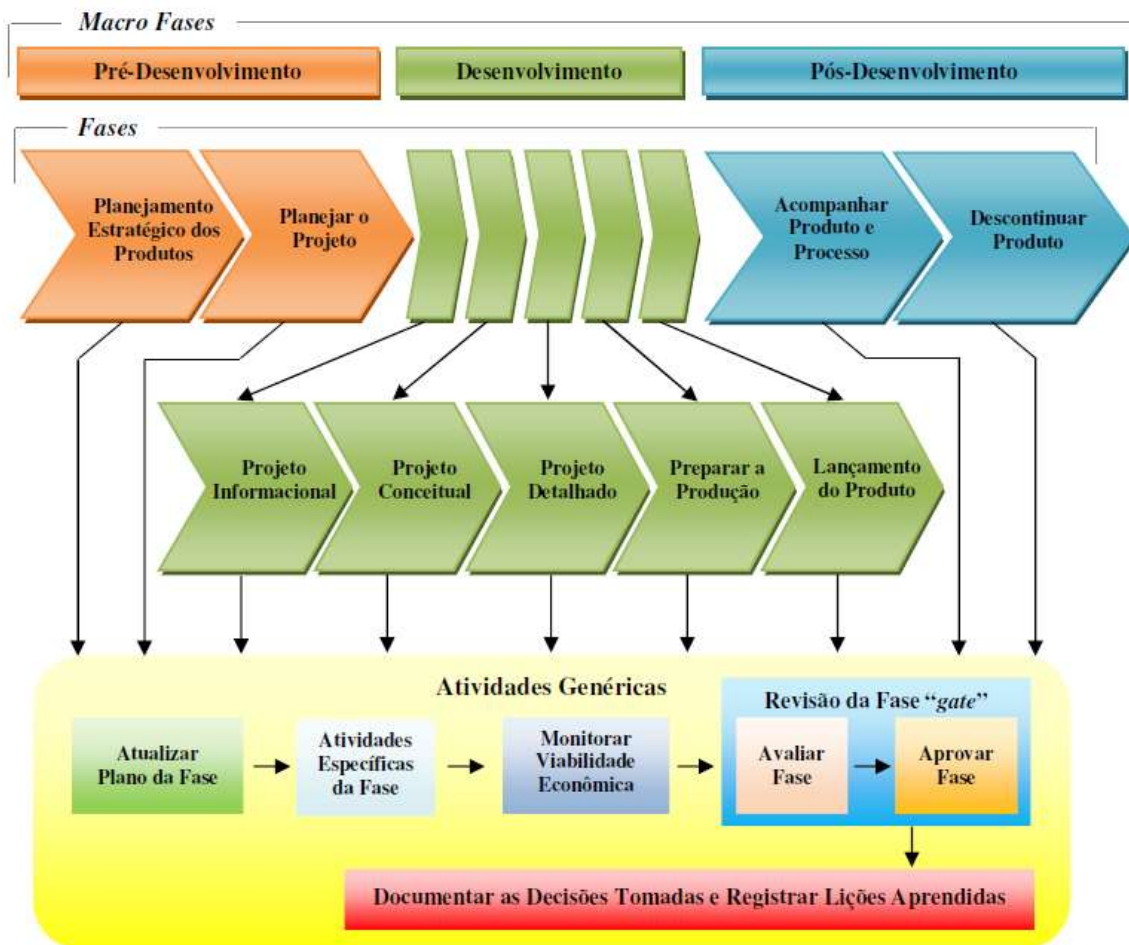 Macro Fases
Pré-Desenvolvimento
Desenvolvimento
Pós-Desenvolvimento
Fases
Planejamento
Estratégico dos
Produtos
Planejar o
Projeto
Acompanhar
Produto e
Processo
Descontinuar
Produto
Projeto
Informacional
Projeto
Conceitual
Projeto
Detalhado
Preparar a
Produção
Lançamento
do Produto
Atividades Genéricas
Atualizar
Plano da Fase
Atividades
Específicas
da Fase
Monitorar
Viabilidade
Econômica
Revisão da Fase “gate”
Avaliar
Fase
Aprovar
Fase
Documentar as Decisões Tomadas e Registrar Lições Aprendidas